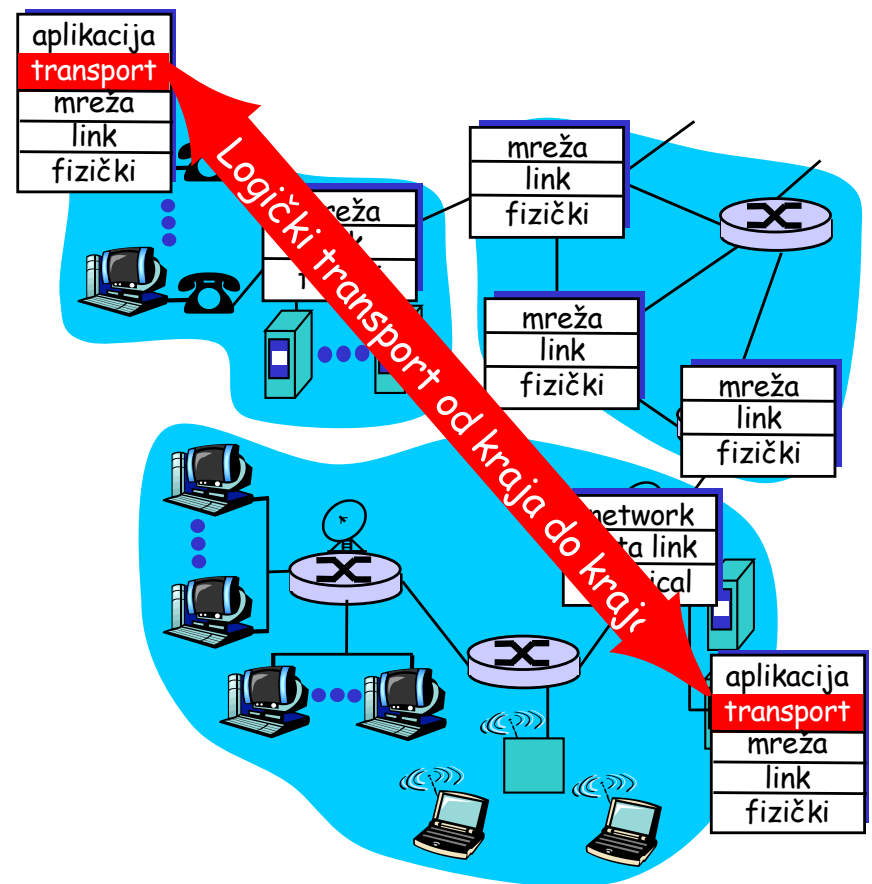 aplikacija
transport
mreža
link
fizički
Logički transport od kraja do
mreža
link
fizički
mreža
link
fizički
mreža
link
fizički
network
link
aplikacija
transport
mreža
link
fizički